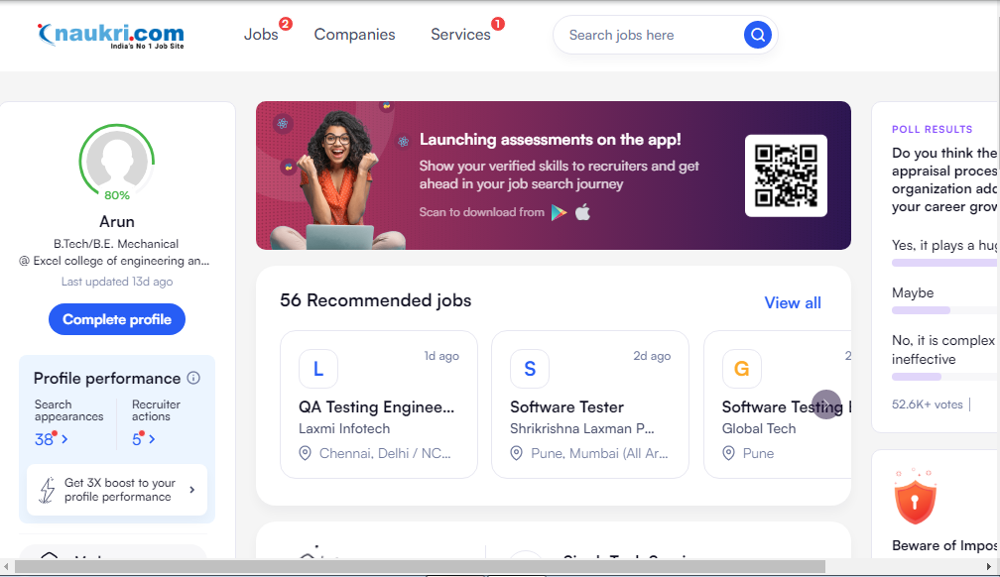 naukri.com
India's No 1 Job Site
Jobs 2
Companies
Services 1
Search jobs here
80%
Arun
B.Tech/B.E. Mechanical
@ Excel college of engineering an...
Last updated 13d ago
Complete profile
Profile performance
Search appearances
38
Recruiter actions
5
Get 3X boost to your
profile performance
Launching assessments on the app!
Show your verified skills to recruiters and get
ahead in your job search journey
Scan to download from
56 Recommended jobs
View all
L
1d ago
QA Testing Enginee...
Laxmi Infotech
Chennai, Delhi / NC...
S
2d ago
Software Tester
Shrikrishna Laxman P...
Pune, Mumbai (All Ar...
G
2
Software Testing
Global Tech
Pune
POLL RESULTS
Do you think the
appraisal proces
organization add
your career grow
Yes, it plays a hug
Maybe
No, it is complex
ineffective
52.6K+ votes
Beware of Impos